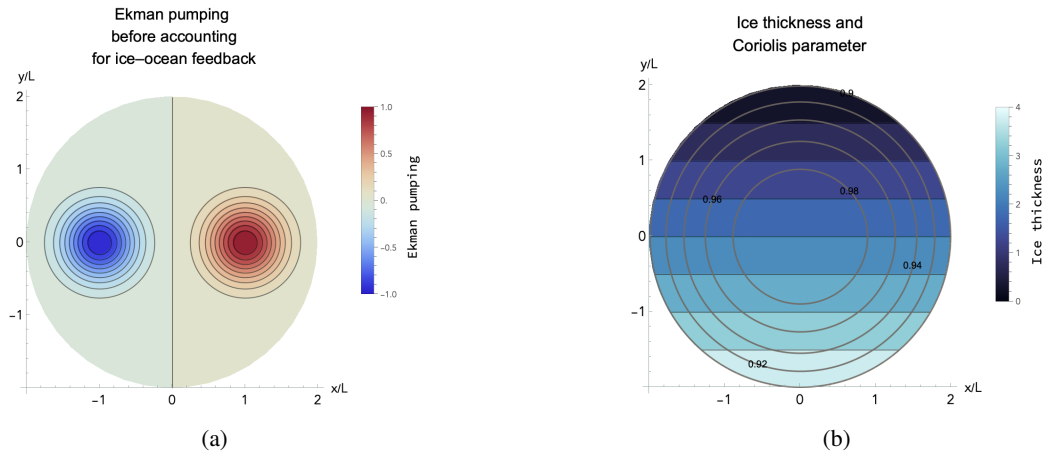 Ekman pumping
before accounting
for ice–ocean feedback
y/L
2
1
0
−1
−1
0
1
2
x/L
1.0
0.5
0
-0.5
-1.0
Ekman pumping
(a)
Ice thickness and
Coriolis parameter
y/L
2
1
0
−1
−1
0
1
2
x/L
0.9
0.98
0.96
0.94
0.92
4
3
2
1
0
Ice thickness
(b)